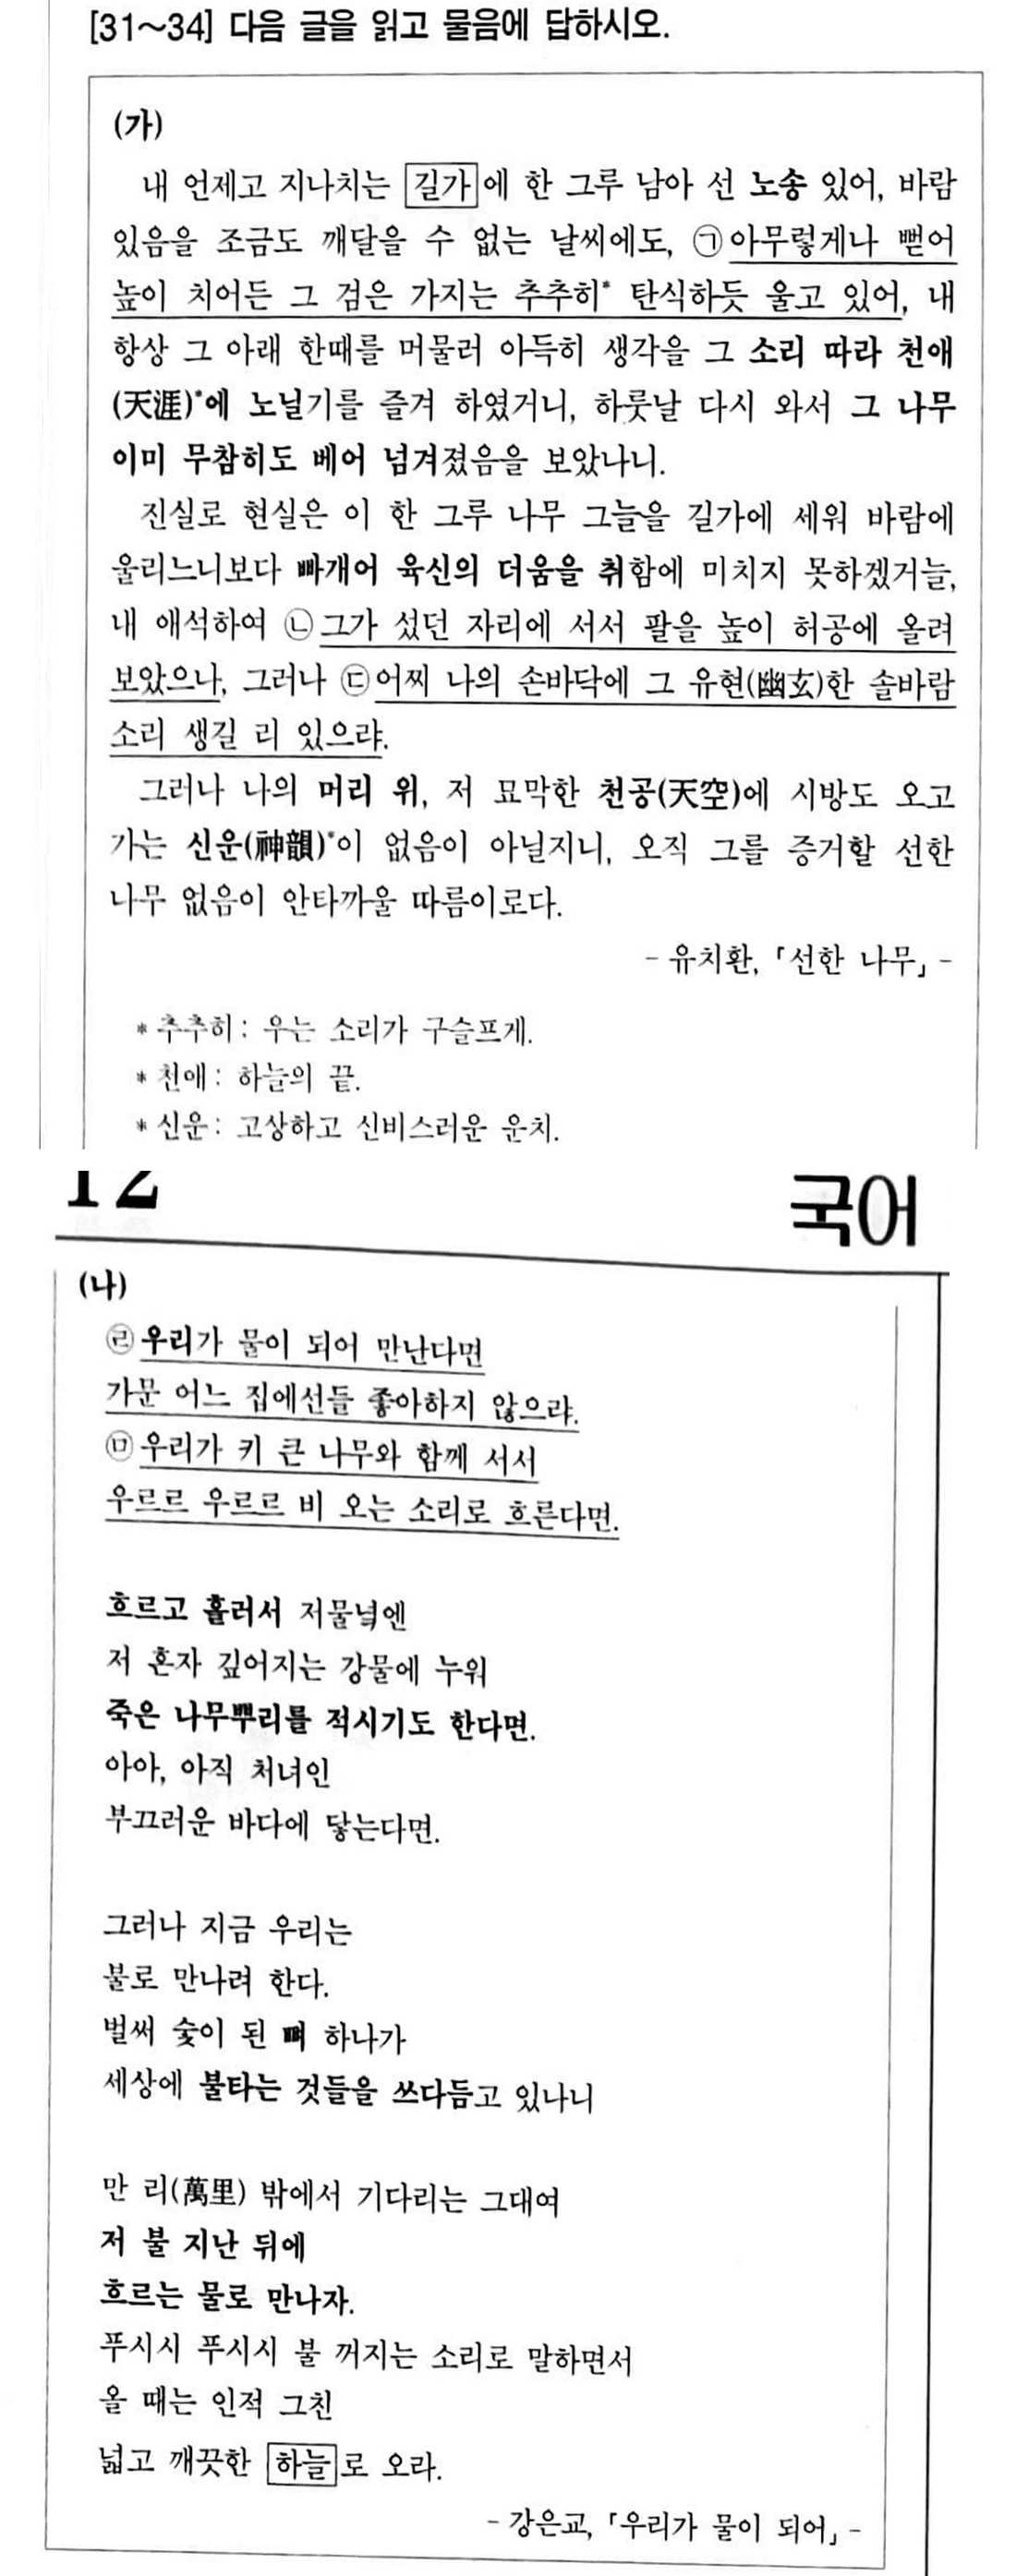 [31~34] 다음 글을 읽고 물음에 답하시오.
(가)
내 언제고 지나치는 길가에 한 그루 남아 선 노송 있어, 바람
있음을 조금도 깨달을 수 없는 날씨에도, ㉠아무렇게나 뻗어
높이 치어든 그 검은 가지는 추추히* 탄식하듯 울고 있어, 내
항상 그 아래 한때를 머물러 아득히 생각을 그 소리 따라 천애
(天涯)*에 노닐기를 즐겨 하였거니, 하룻날 다시 와서 그 나무
이미 무참히도 베어 넘겨졌음을 보았나니.
진실로 현실은 이 한 그루 나무 그늘을 길가에 세워 바람에
울리느니보다 빠개어 육신의 더움을 취함에 미치지 못하겠거늘,
내 애석하여 ㉡그가 섰던 자리에 서서 팔을 높이 허공에 올려
보았으나, 그러나 ㉢어찌 나의 손바닥에 그 유현(幽玄)한 솔바람
소리 생길 리 있으랴.
그러나 나의 머리 위, 저 묘막한 천공(天空)에 시방도 오고
가는 신운(神韻)*이 없음이 아닐지니, 오직 그를 증거할 선한
나무 없음이 안타까울 따름이로다.
- 유치환, 「선한 나무」 -
* 추추히 : 우는 소리가 구슬프게.
* 천애 : 하늘의 끝.
* 신운 : 고상하고 신비스러운 운치.
12
국어
(나)
㉣우리가 물이 되어 만난다면
가문 어느 집에선들 좋아하지 않으랴.
㉤우리가 키 큰 나무와 함께 서서
우르르 우르르 비 오는 소리로 흐른다면.
흐르고 흘러서 저물녘엔
저 혼자 깊어지는 강물에 누워
죽은 나무뿌리를 적시기도 한다면.
아아, 아직 처녀인
부끄러운 바다에 닿는다면.
그러나 지금 우리는
불로 만나려 한다.
벌써 숯이 된 뼈 하나가
세상에 불타는 것들을 쓰다듬고 있나니
만 리(萬里) 밖에서 기다리는 그대여
저 불 지난 뒤에
흐르는 물로 만나자.
푸시시 푸시시 불 꺼지는 소리로 말하면서
올 때는 인적 그친
넓고 깨끗한 하늘로 오라.
- 강은교, 「우리가 물이 되어」 -